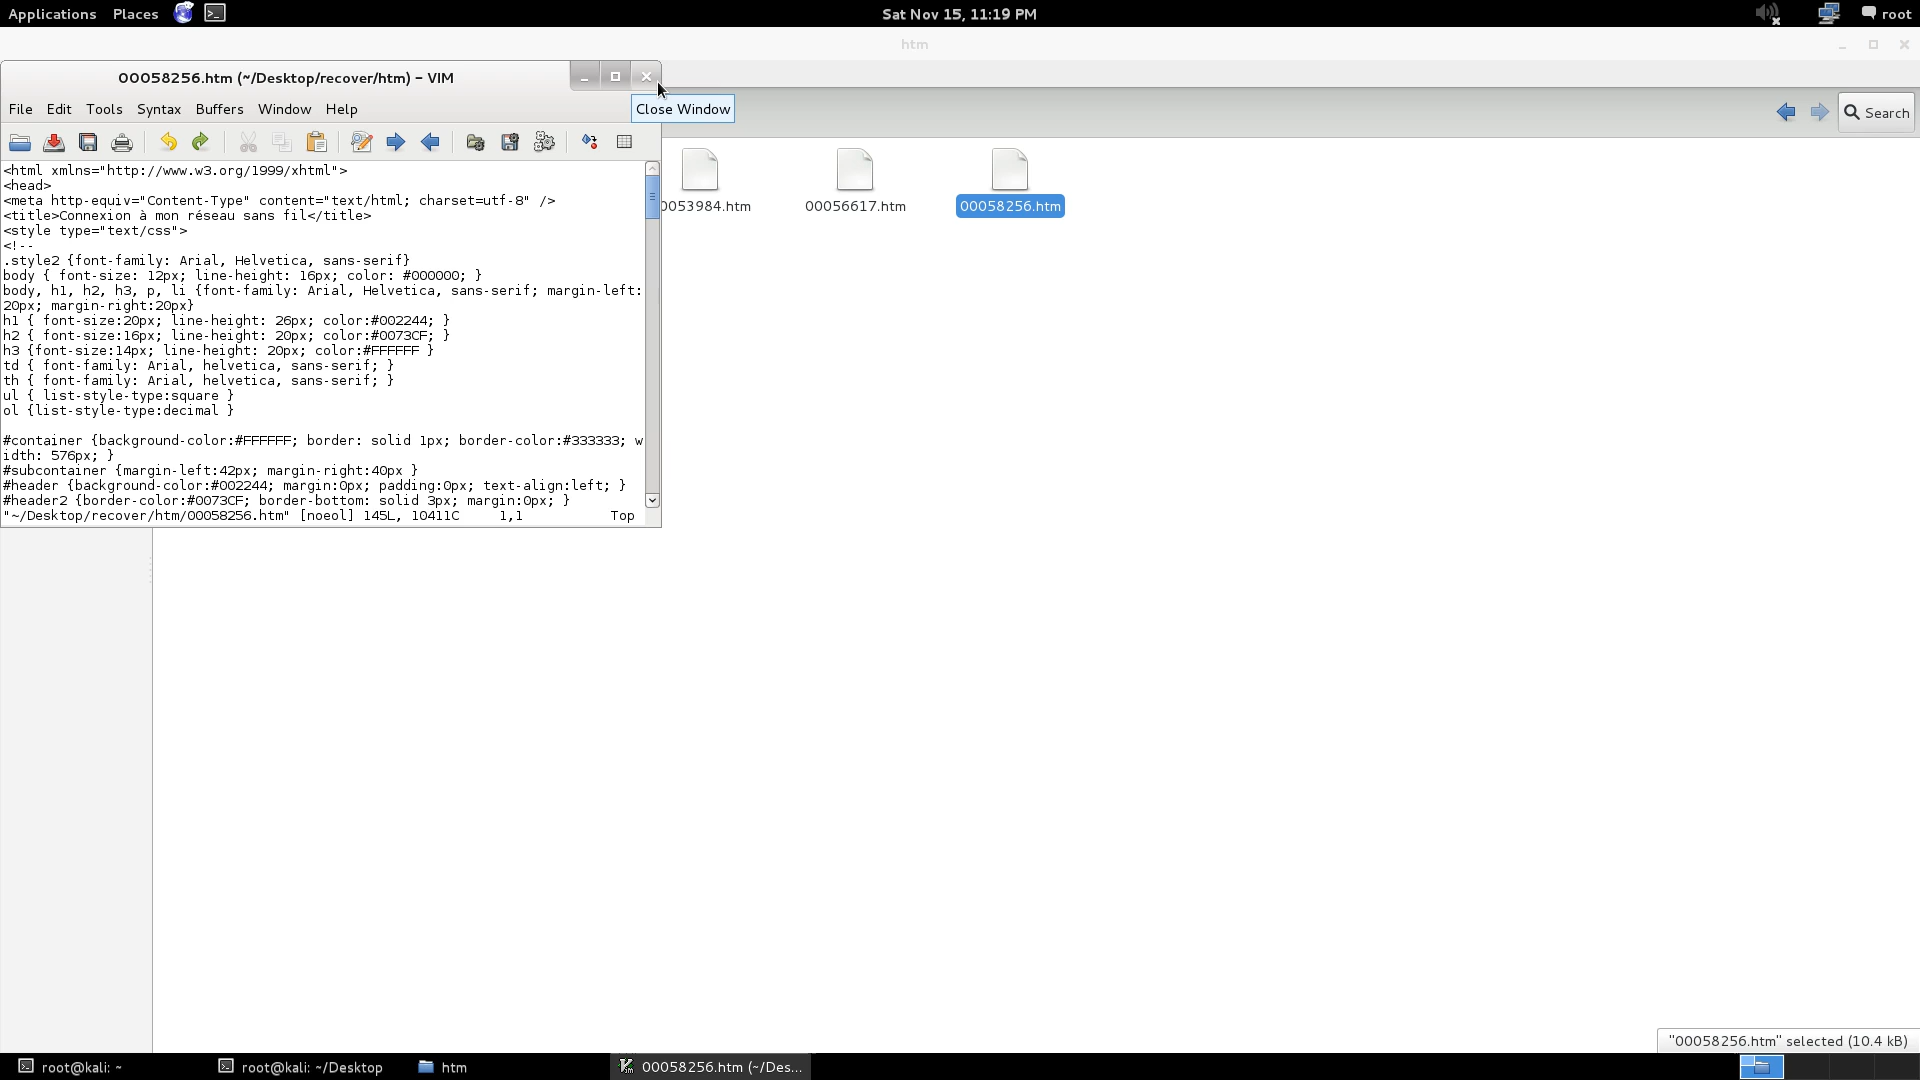 Applications Places Sat Nov 15, 11:19 PM root
htm
00058256.htm (~/Desktop/recover/htm) – VIM
File Edit Tools Syntax Buffers Window Help
Close Window
Search
<html xmlns="http://www.w3.org/1999/xhtml">
<head>
<meta http-equiv="Content-Type" content="text/html; charset=utf-8" />
<title>Connexion à mon réseau sans fil</title>
<style type="text/css">
<!--
.style2 {font-family: Arial, Helvetica, sans-serif}
body { font-size: 12px; line-height: 16px; color: #000000; }
body, h1, h2, h3, p, li {font-family: Arial, Helvetica, sans-serif; margin-left:
20px; margin-right:20px}
h1 { font-size:20px; line-height: 26px; color:#002244; }
h2 { font-size:16px; line-height: 20px; color:#0073CF; }
h3 {font-size:14px; line-height: 20px; color:#FFFFFF }
td { font-family: Arial, helvetica, sans-serif; }
th { font-family: Arial, helvetica, sans-serif; }
ul { list-style-type:square }
ol {list-style-type:decimal }
#container {background-color:#FFFFFF; border: solid 1px; border-color:#333333; w
idth: 576px; }
#subcontainer {margin-left:42px; margin-right:40px }
#header {background-color:#002244; margin:0px; padding:0px; text-align:left; }
#header2 {border-color:#0073CF; border-bottom: solid 3px; margin:0px; }
"~/Desktop/recover/htm/00058256.htm" [noeol] 145L, 10411C 1,1 Top
0053984.htm 00056617.htm 00058256.htm
"00058256.htm" selected (10.4 kB)
root@kali: ~ root@kali: ~/Desktop htm 00058256.htm (~/Des...